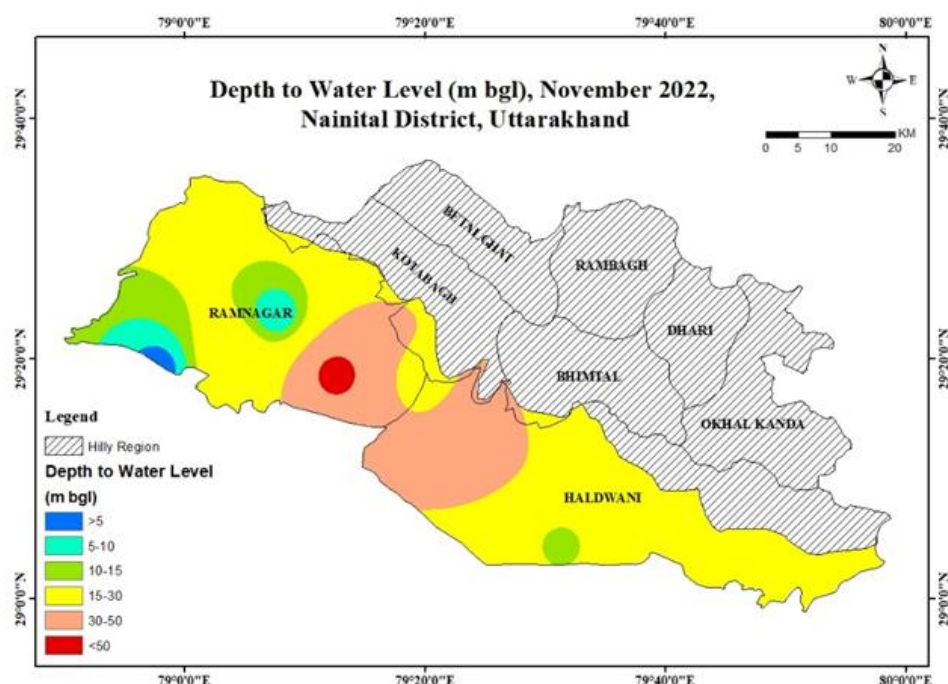 79°0'0"E 79°20'0"E 79°40'0"E 80°0'0"E
N
W E
S
Depth to Water Level (m bgl), November 2022,
Nainital District, Uttarakhand
KM
0 5 10 20
29°40'0"N 29°40'0"N
BETALGHAT
RAMBAGH
KOTABAGH
RAMNAGAR
DHARI
29°20'0"N 29°20'0"N
BHIMTAL
OKHAL KANDA
HALDWANI
Legend
Hilly Region
Depth to Water Level
(m bgl)
>5
5-10
10-15
15-30
30-50
<50
29°0'0"N 29°0'0"N
79°0'0"E 79°20'0"E 79°40'0"E 80°0'0"E